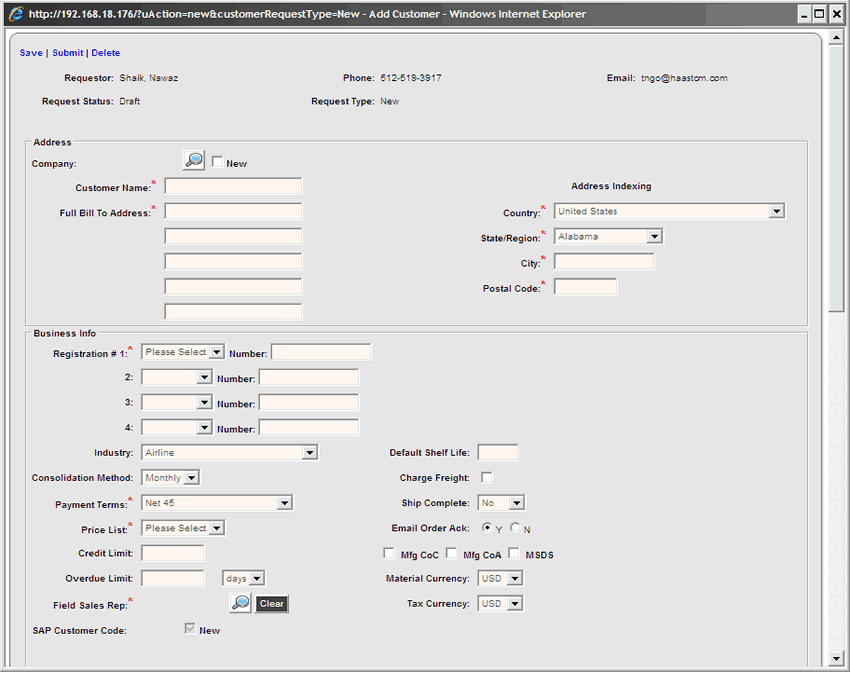 http://192.168.18.176/?uAction=new&customerRequestType=New - Add Customer - Windows Internet Explorer
Save | Submit | Delete
Requestor: Shaik, Nawaz Phone: 512-519-3917 Email: tngo@haastcm.com
Request Status: Draft Request Type: New
Address
Company: New
Customer Name:* Address Indexing
Full Bill To Address:* Country:* United States
State/Region:* Alabama
City:*
Postal Code:*
Business Info
Registration # 1:* Please Select Number:
2: Number:
3: Number:
4: Number:
Industry: Airline Default Shelf Life:
Consolidation Method: Monthly Charge Freight:
Payment Terms:* Net 45 Ship Complete: No
Price List:* Please Select Email Order Ack: Y N
Credit Limit: Mfg CoC Mfg CoA MSDS
Overdue Limit: days Material Currency: USD
Field Sales Rep:* Clear Tax Currency: USD
SAP Customer Code: New